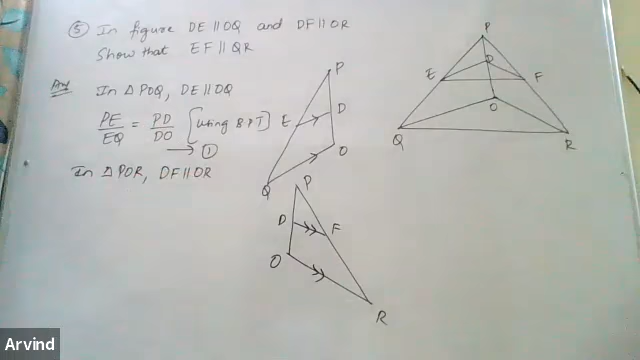 ⑤ In figure DE || OQ and DF || OR
Show that EF || QR
Ans In △POQ, DE || OQ
PE/EQ = PD/DO [using BPT]
→ ①
In △POR, DF || OR
P
E
D
O
Q
P
D
F
O
R
P
E
D
F
O
Q
R
Arvind